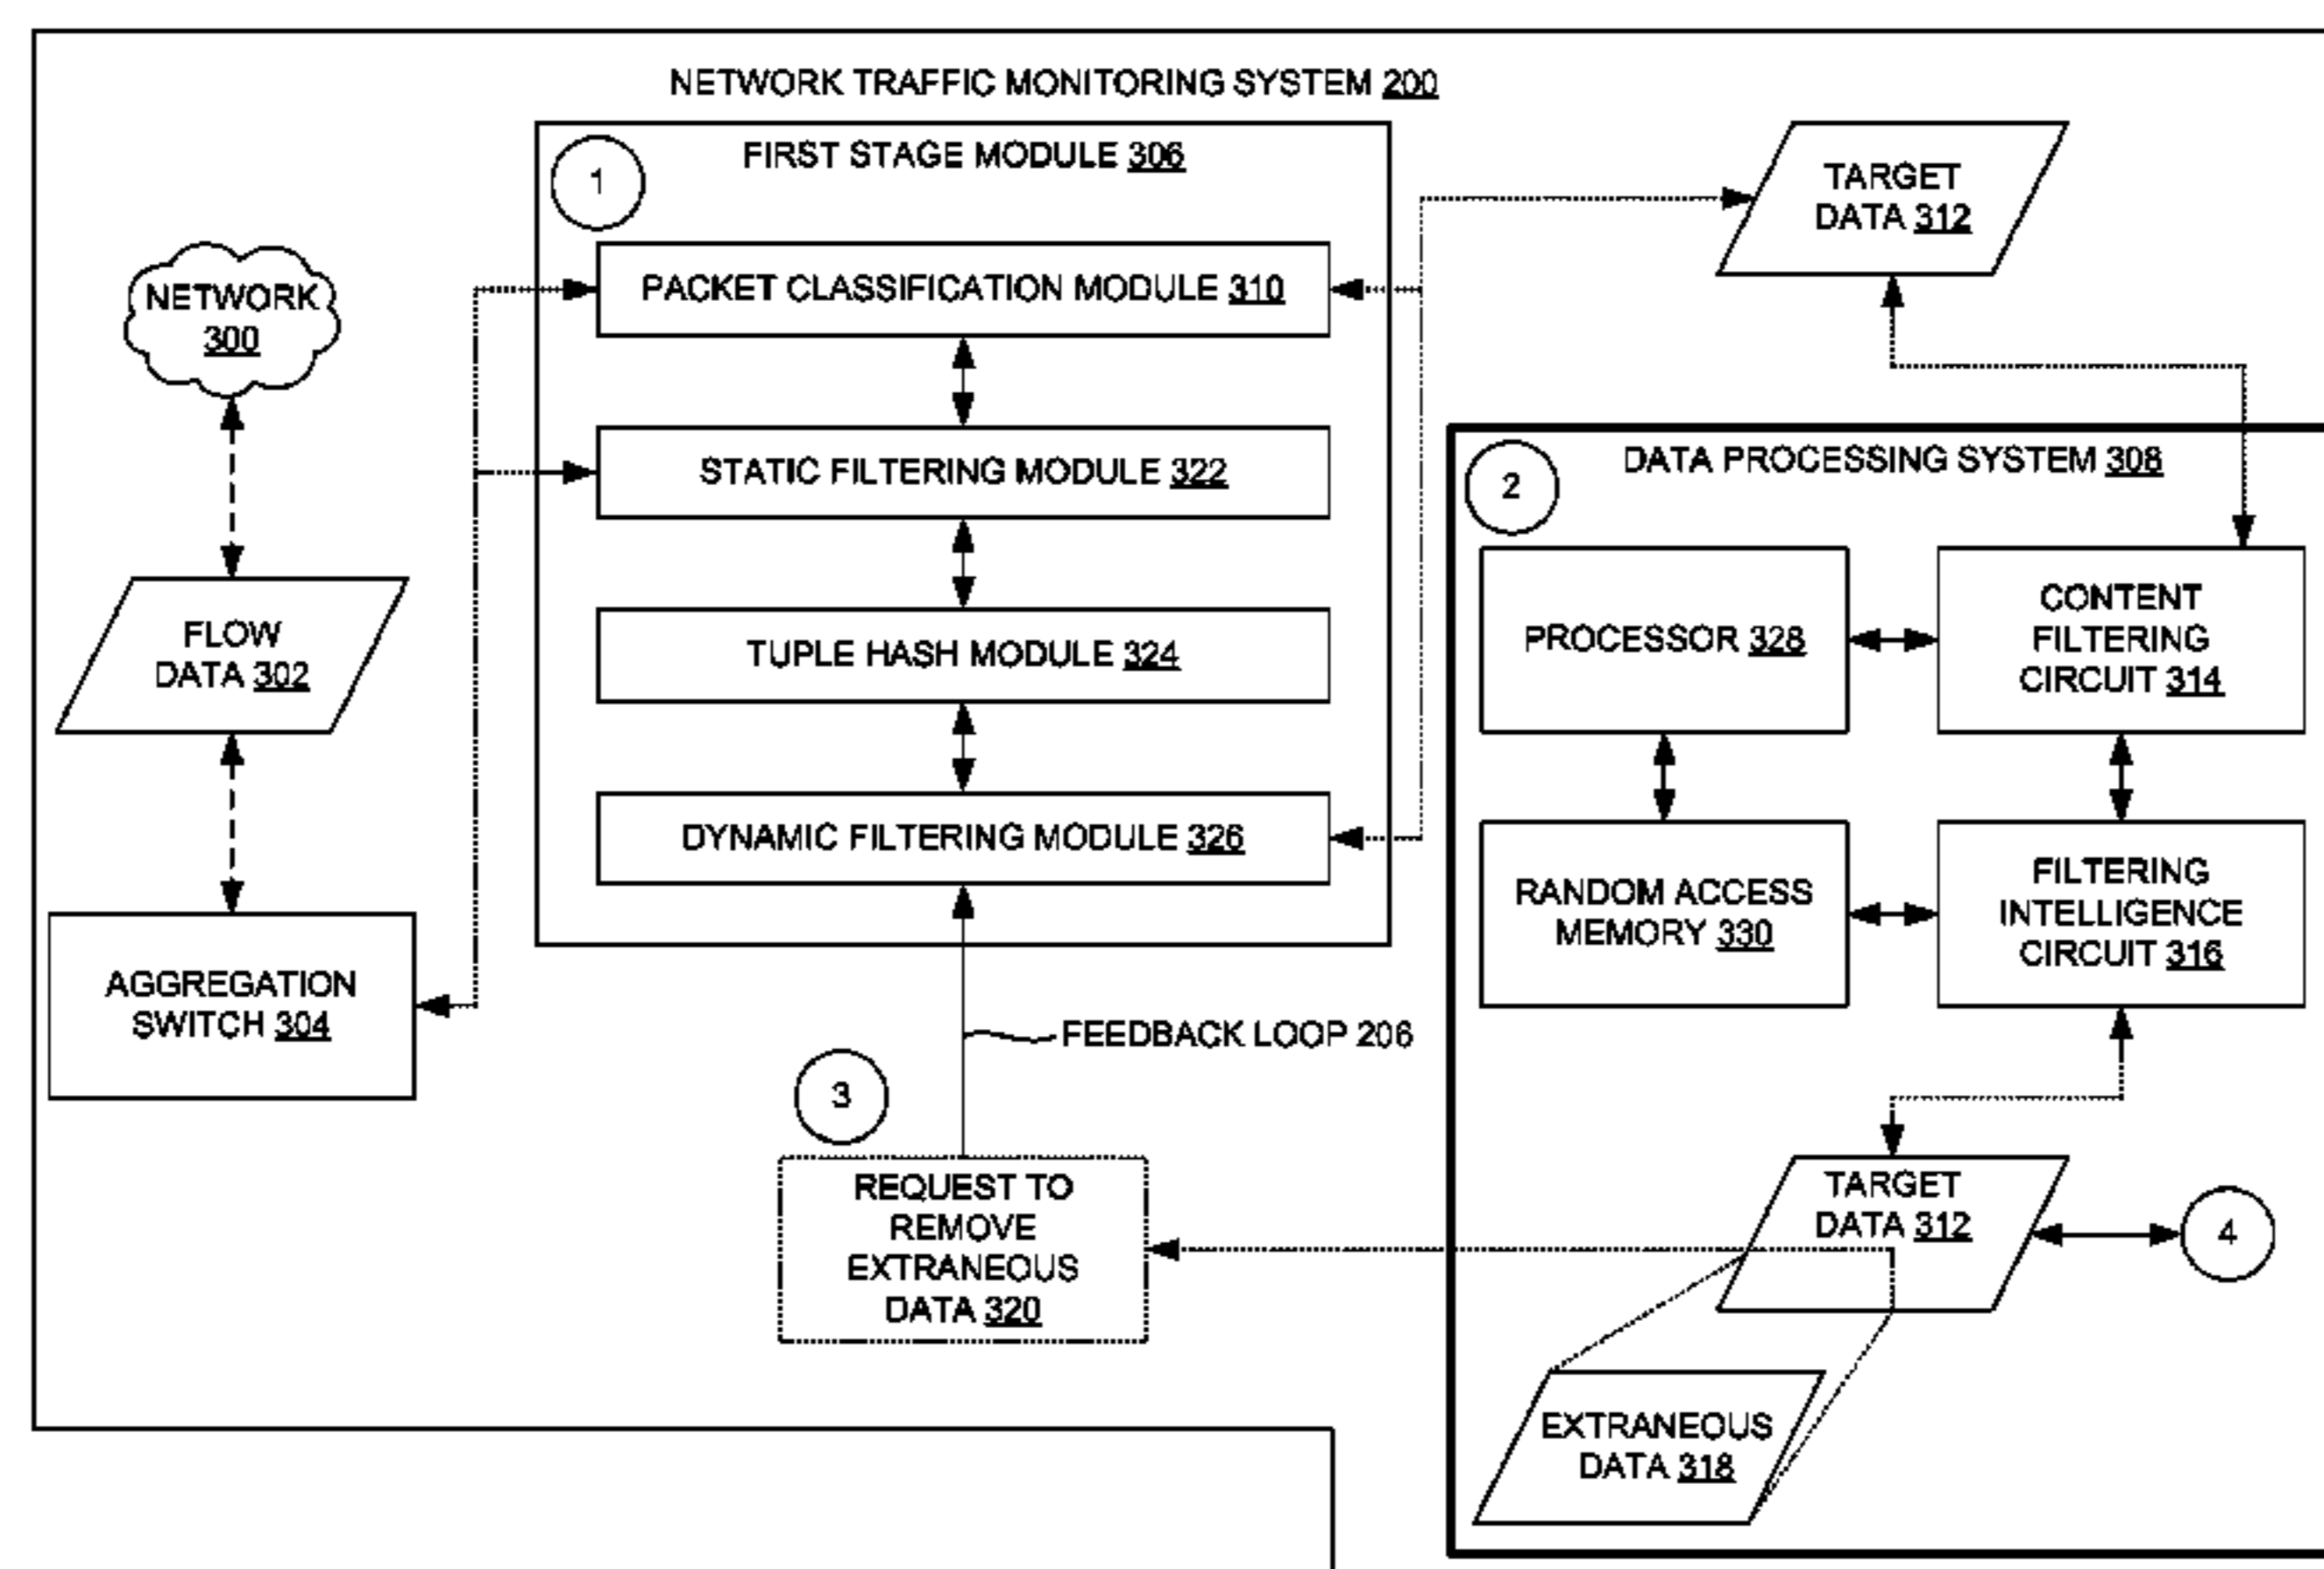 NETWORK TRAFFIC MONITORING SYSTEM 200
1
FIRST STAGE MODULE 306
PACKET CLASSIFICATION MODULE 310
STATIC FILTERING MODULE 322
TUPLE HASH MODULE 324
DYNAMIC FILTERING MODULE 326
NETWORK
300
FLOW
DATA 302
AGGREGATION
SWITCH 304
FEEDBACK LOOP 206
3
REQUEST TO
REMOVE
EXTRANEOUS
DATA 320
TARGET
DATA 312
2
DATA PROCESSING SYSTEM 308
PROCESSOR 328
CONTENT
FILTERING
CIRCUIT 314
RANDOM ACCESS
MEMORY 330
FILTERING
INTELLIGENCE
CIRCUIT 316
TARGET
DATA 312
4
EXTRANEOUS
DATA 318